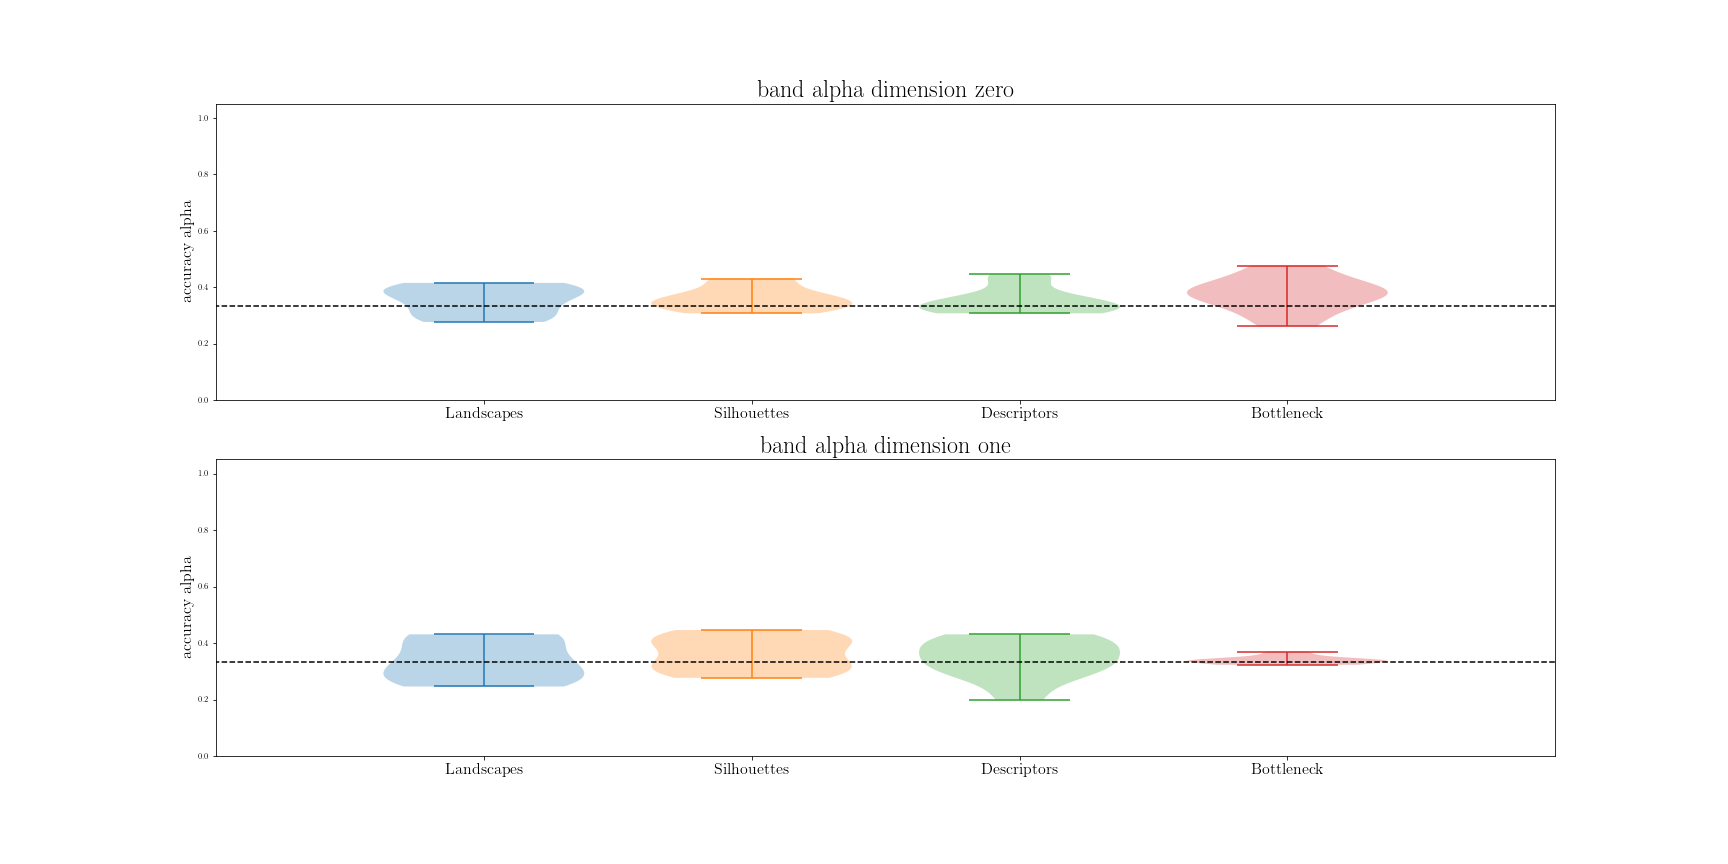 band alpha dimension zero
accuracy alpha
1.0
0.8
0.6
0.4
0.2
0.0
Landscapes Silhouettes Descriptors Bottleneck
band alpha dimension one
accuracy alpha
1.0
0.8
0.6
0.4
0.2
0.0
Landscapes Silhouettes Descriptors Bottleneck